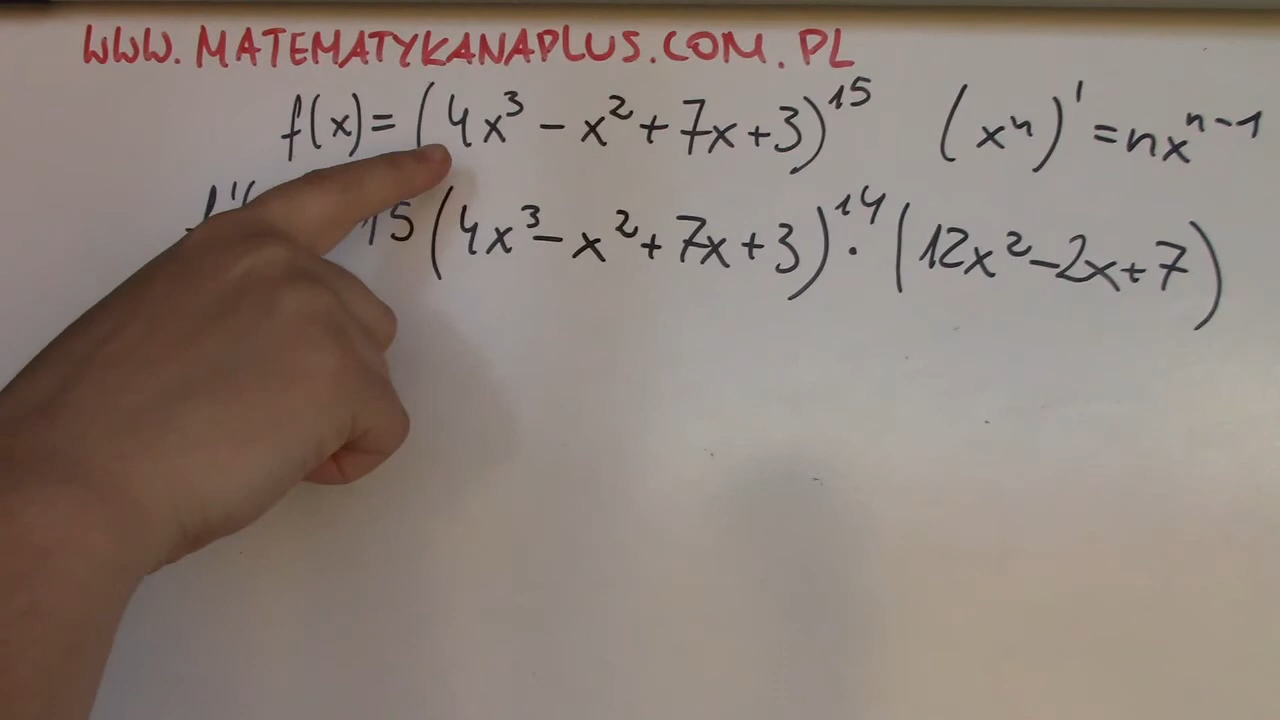 WWW.MATEMATYKANAPLUS.COM.PL
f(x)=(4x³-x²+7x+3)¹⁵ (xⁿ)'=nxⁿ⁻¹
15(4x³-x²+7x+3)¹⁴·(12x²-2x+7)